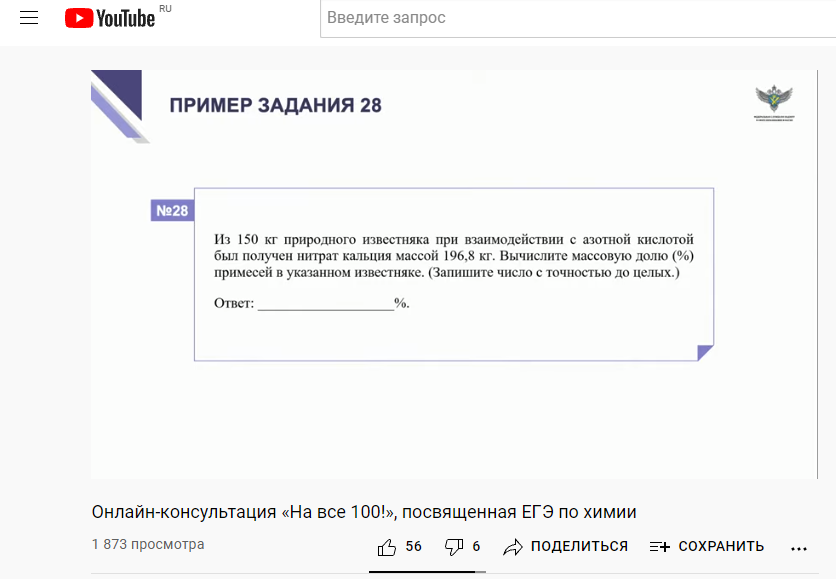 YouTube RU
Введите запрос
ПРИМЕР ЗАДАНИЯ 28
№28
Из 150 кг природного известняка при взаимодействии с азотной кислотой
был получен нитрат кальция массой 196,8 кг. Вычислите массовую долю (%)
примесей в указанном известняке. (Запишите число с точностью до целых.)
Ответ: ____________________%.
Онлайн-консультация «На все 100!», посвященная ЕГЭ по химии
1 873 просмотра
56
6
ПОДЕЛИТЬСЯ
СОХРАНИТЬ